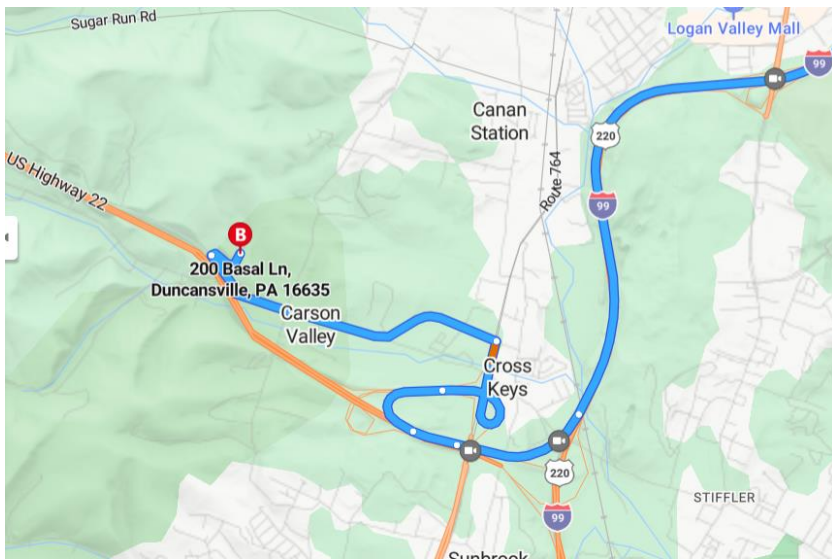 Sugar Run Rd
Logan Valley Mall
99
Canan
Station
220
Route 764
US Highway 22
99
B
200 Basal Ln,
Duncansville, PA 16635
Carson
Valley
Cross
Keys
220
STIFFLER
99
Sunbrook